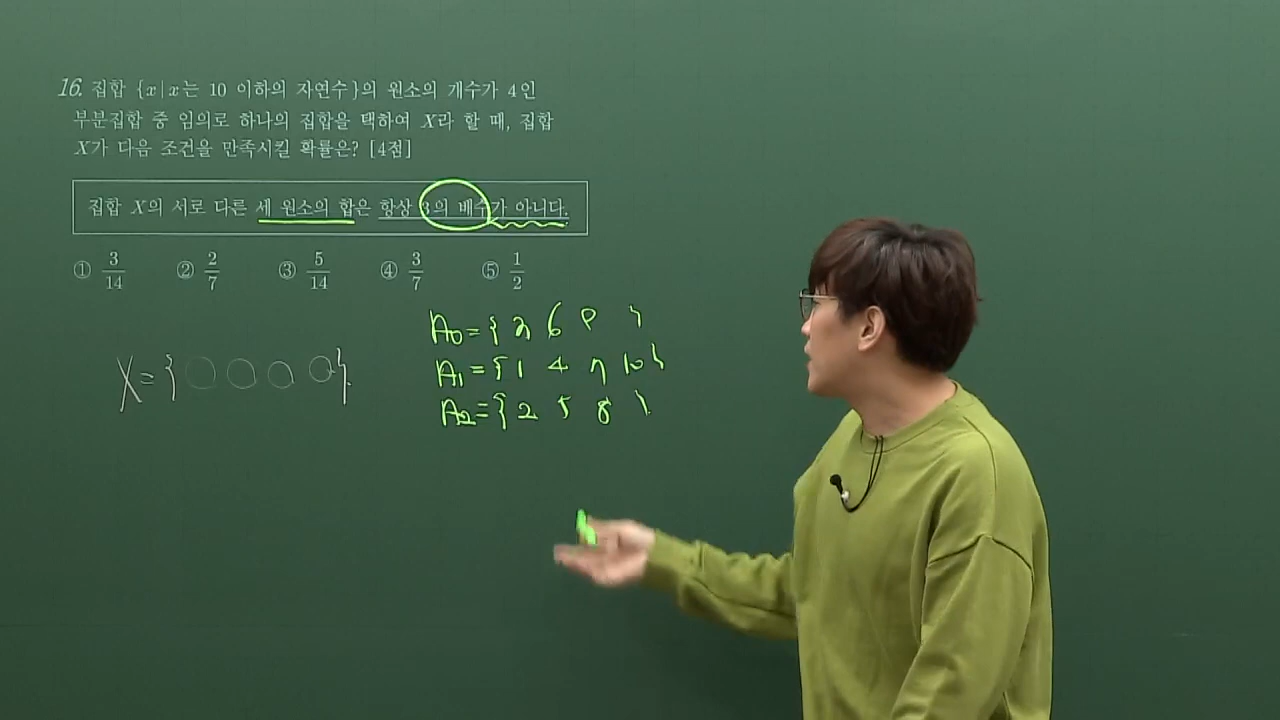 16. 집합 {x|x는 10 이하의 자연수}의 원소의 개수가 4인
부분집합 중 임의로 하나의 집합을 택하여 X라 할 때, 집합
X가 다음 조건을 만족시킬 확률은? [4점]
집합 X의 서로 다른 세 원소의 합은 항상 3의 배수가 아니다.
① 3/14 ② 2/7 ③ 5/14 ④ 3/7 ⑤ 1/2
X={○ ○ ○ ○}
A₀={ 6 }
A₁={1 4 7 10}
A₂={2 5 8 }